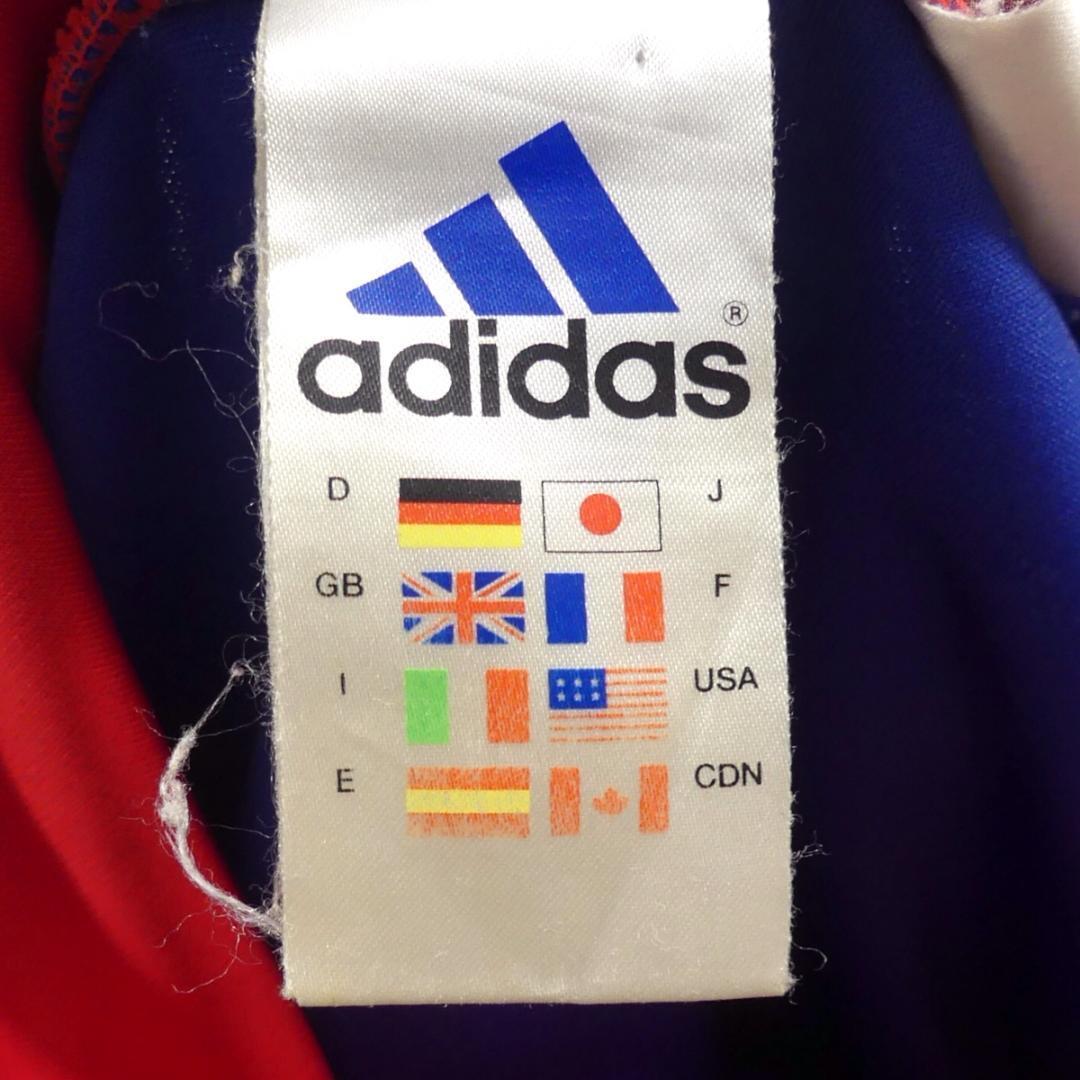 adidas®
D J
GB F
I USA
E CDN